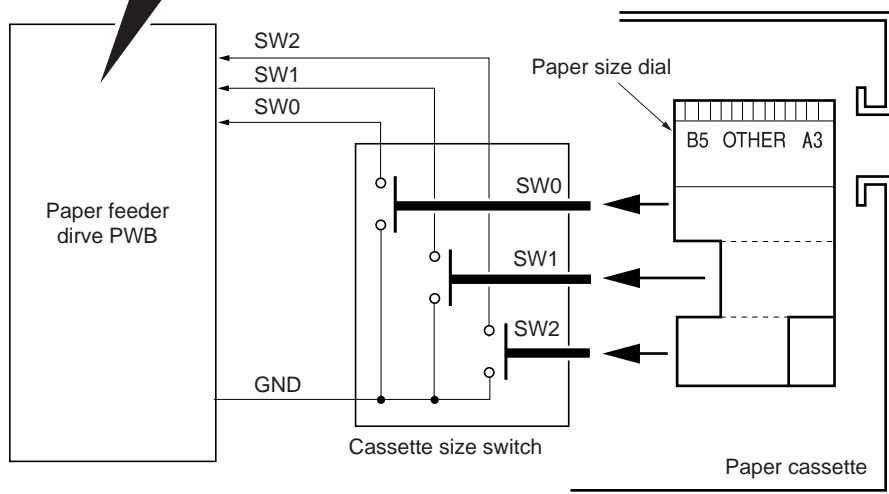 SW2
SW1
SW0
Paper size dial
B5 OTHER A3
SW0
Paper feeder
dirve PWB
SW1
SW2
GND
Cassette size switch
Paper cassette